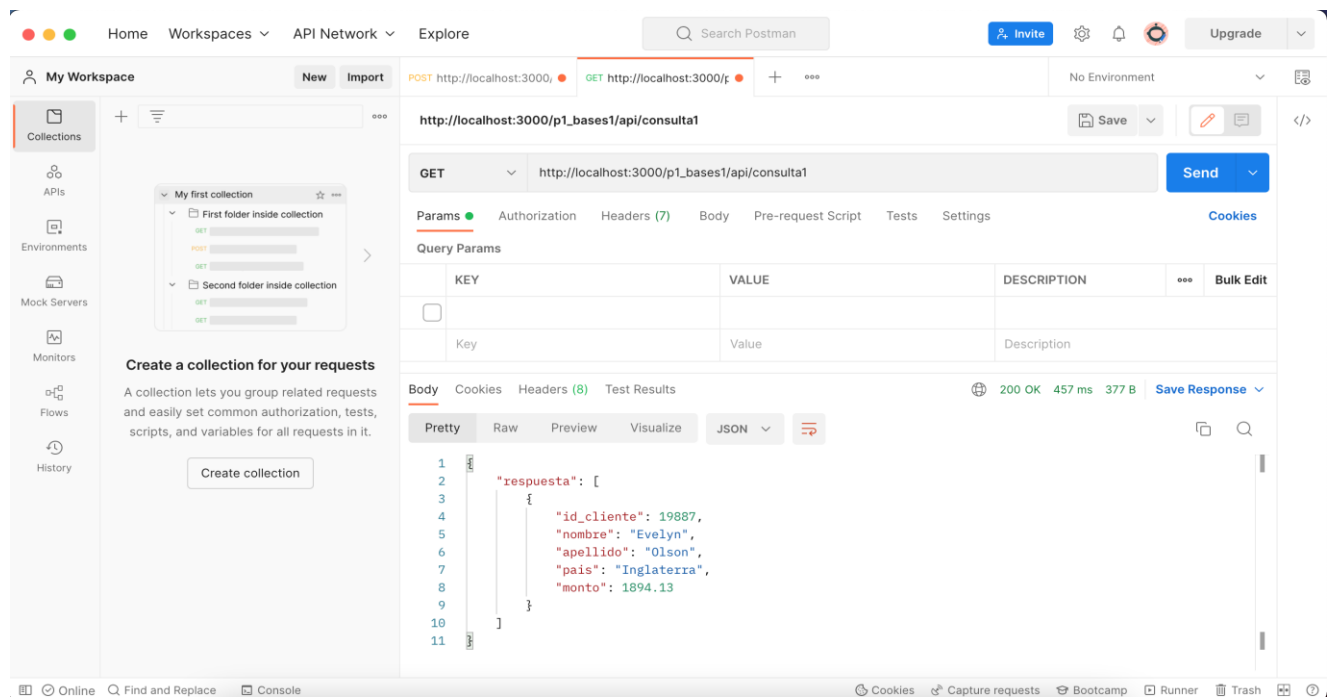 Home Workspaces API Network Explore Search Postman Invite Upgrade
My Workspace New Import POST http://localhost:3000/ GET http://localhost:3000/p No Environment
Collections
APIs
Environments
Mock Servers
Monitors
Flows
History
My first collection
First folder inside collection
GET
POST
GET
Second folder inside collection
GET
GET
Create a collection for your requests
A collection lets you group related requests
and easily set common authorization, tests,
scripts, and variables for all requests in it.
Create collection
http://localhost:3000/p1_bases1/api/consulta1 Save </>
GET http://localhost:3000/p1_bases1/api/consulta1 Send
Params Authorization Headers (7) Body Pre-request Script Tests Settings Cookies
Query Params
KEY VALUE DESCRIPTION Bulk Edit
Key Value Description
Body Cookies Headers (8) Test Results 200 OK 457 ms 377 B Save Response
Pretty Raw Preview Visualize JSON
1 {
2 "respuesta": [
3 {
4 "id_cliente": 19887,
5 "nombre": "Evelyn",
6 "apellido": "Olson",
7 "pais": "Inglaterra",
8 "monto": 1894.13
9 }
10 ]
11 }
Online Find and Replace Console Cookies Capture requests Bootcamp Runner Trash